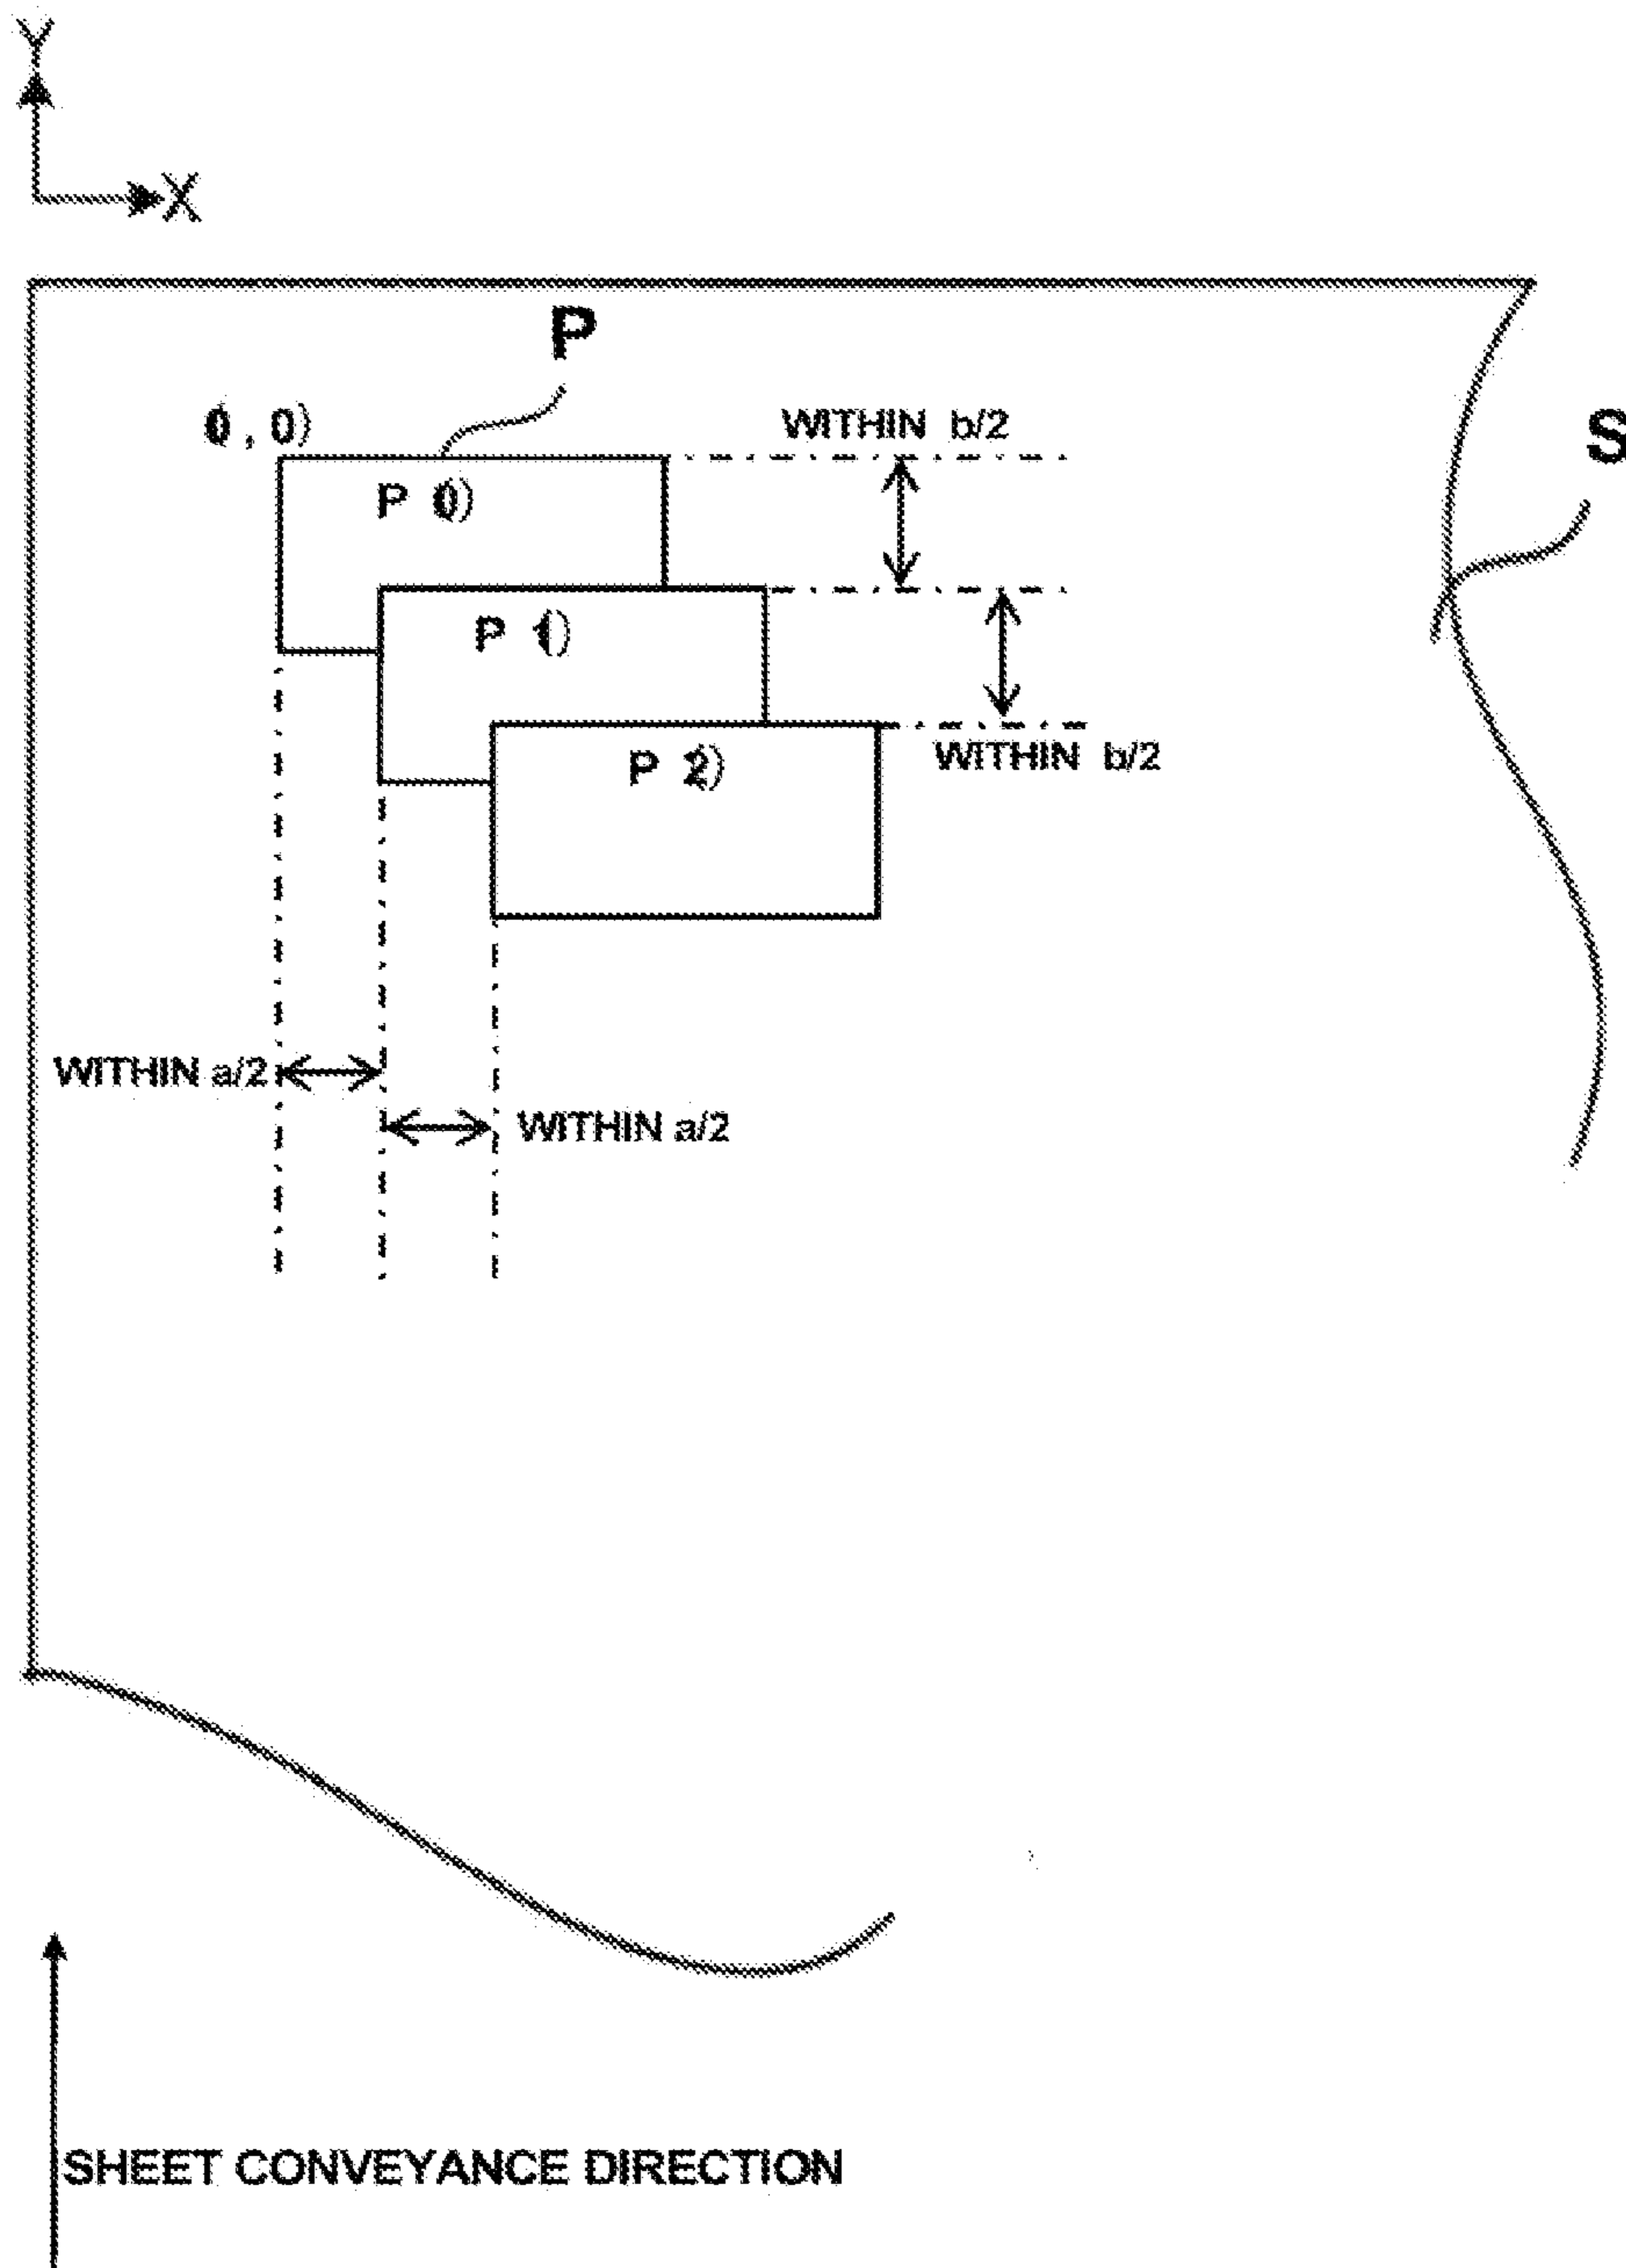 Y
X
P
(0, 0)
WITHIN b/2
S
P (0)
P (1)
P (2)
WITHIN b/2
WITHIN a/2
WITHIN a/2
SHEET CONVEYANCE DIRECTION